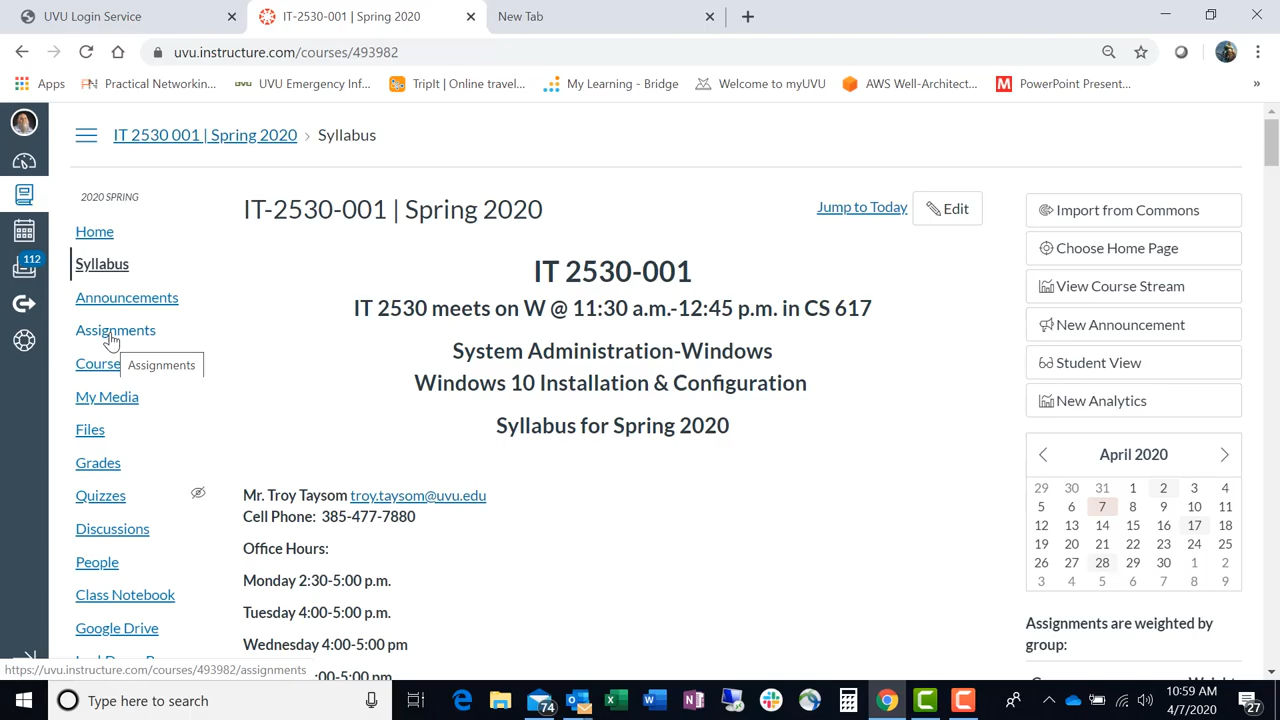 UVU Login Service
IT-2530-001 | Spring 2020
New Tab
uvu.instructure.com/courses/493982
Apps
Practical Networkin...
UVU Emergency Inf...
TripIt | Online travel...
My Learning - Bridge
Welcome to myUVU
AWS Well-Architect...
PowerPoint Present...
»
IT 2530 001 | Spring 2020 › Syllabus
2020 SPRING
Home
Syllabus
Announcements
Assignments
Course
Assignments
My Media
Files
Grades
Quizzes
Discussions
People
Class Notebook
Google Drive
112
IT-2530-001 | Spring 2020
Jump to Today
Edit
IT 2530-001
IT 2530 meets on W @ 11:30 a.m.-12:45 p.m. in CS 617
System Administration-Windows
Windows 10 Installation & Configuration
Syllabus for Spring 2020
Mr. Troy Taysom troy.taysom@uvu.edu
Cell Phone: 385-477-7880
Office Hours:
Monday 2:30-5:00 p.m.
Tuesday 4:00-5:00 p.m.
Wednesday 4:00-5:00 pm
Import from Commons
Choose Home Page
View Course Stream
New Announcement
Student View
New Analytics
April 2020
29 30 31 1 2 3 4
5 6 7 8 9 10 11
12 13 14 15 16 17 18
19 20 21 22 23 24 25
26 27 28 29 30 1 2
3 4 5 6 7 8 9
Assignments are weighted by
group:
https://uvu.instructure.com/courses/493982/assignments
Type here to search
74
10:59 AM
4/7/2020
27